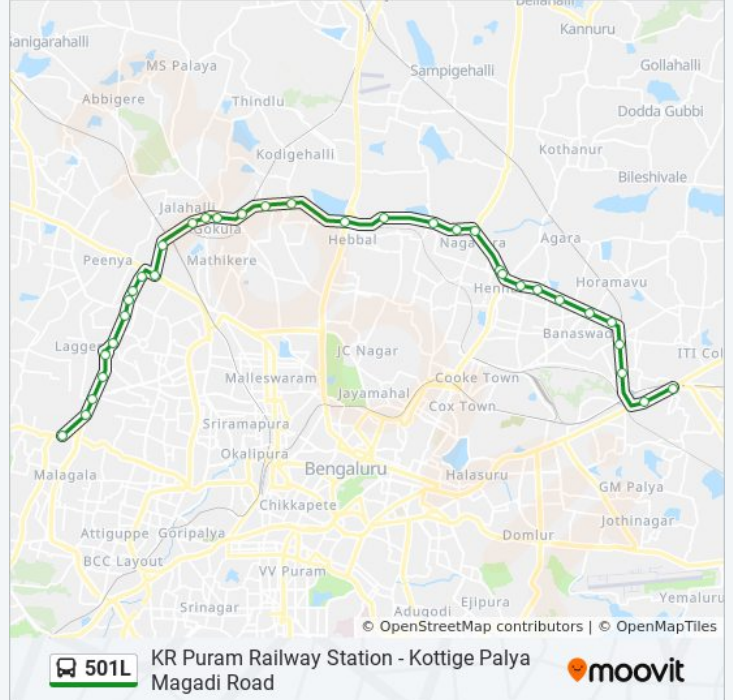 Dellahalli
Kannuru
Sanigarahalli
MS Palaya
Sampigehalli
Gollahalli
Abbigere
Thindlu
Dodda Gubbi
Kodigehalli
Kothanur
Bileshivale
Jalahalli
Gokula
Hebbal
Nagavara
Agara
Peenya
Mathikere
Horamavu
Banaswadi
Laggere
JC Nagar
ITI Col
Malleswaram
Cooke Town
Jayamahal
Cox Town
Sriramapura
Okalipura
Malagala
Bengaluru
Halasuru
GM Palya
Chikkapete
Jothinagar
Attiguppe
Goripalya
Domlur
BCC Layout
VV Puram
Yemaluru
Srinagar
Adugodi
Ejipura
© OpenStreetMap contributors | © OpenMapTiles
501L
KR Puram Railway Station - Kottige Palya
Magadi Road
moovit